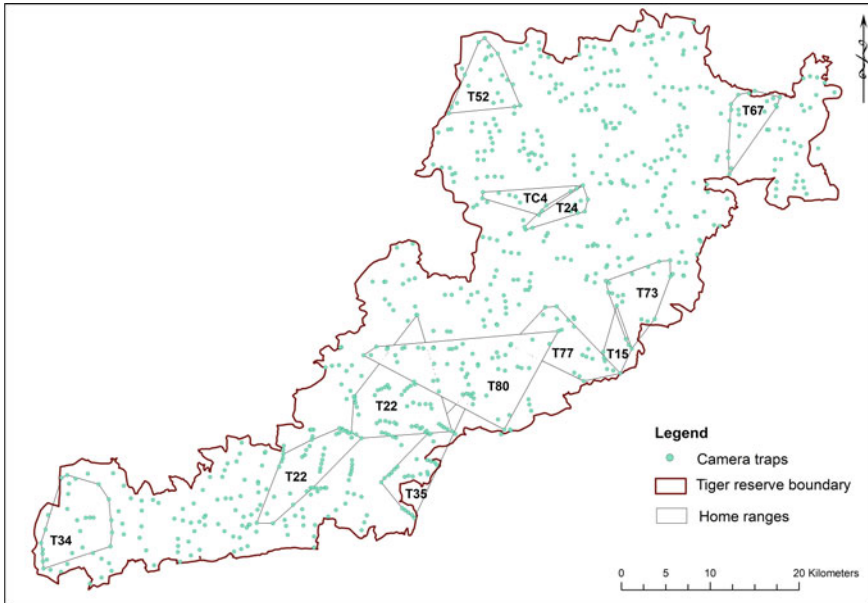 T52
T67
TC4
T24
T73
T77
T15
T80
T22
T22
T35
T34
Legend
Camera traps
Tiger reserve boundary
Home ranges
0 5 10 20 Kilometers